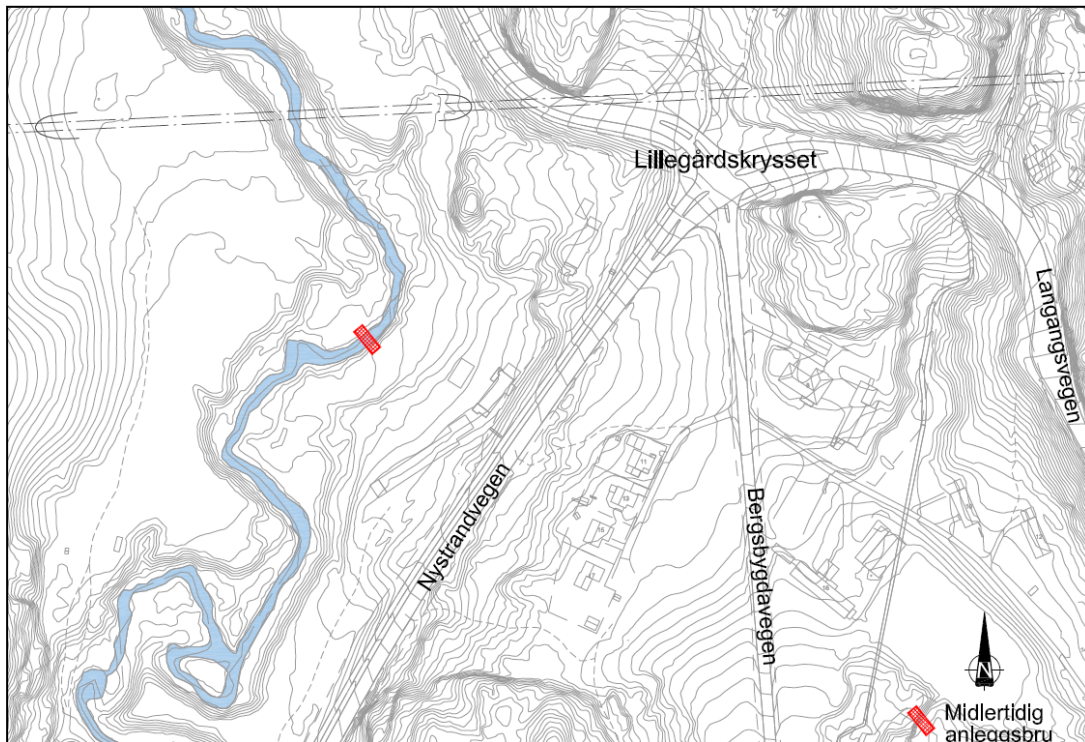 Lillegårdskrysset
Langangsvegen
Nystrandvegen
Bergsbygdavegen
N
Midlertidig
anleggsbru